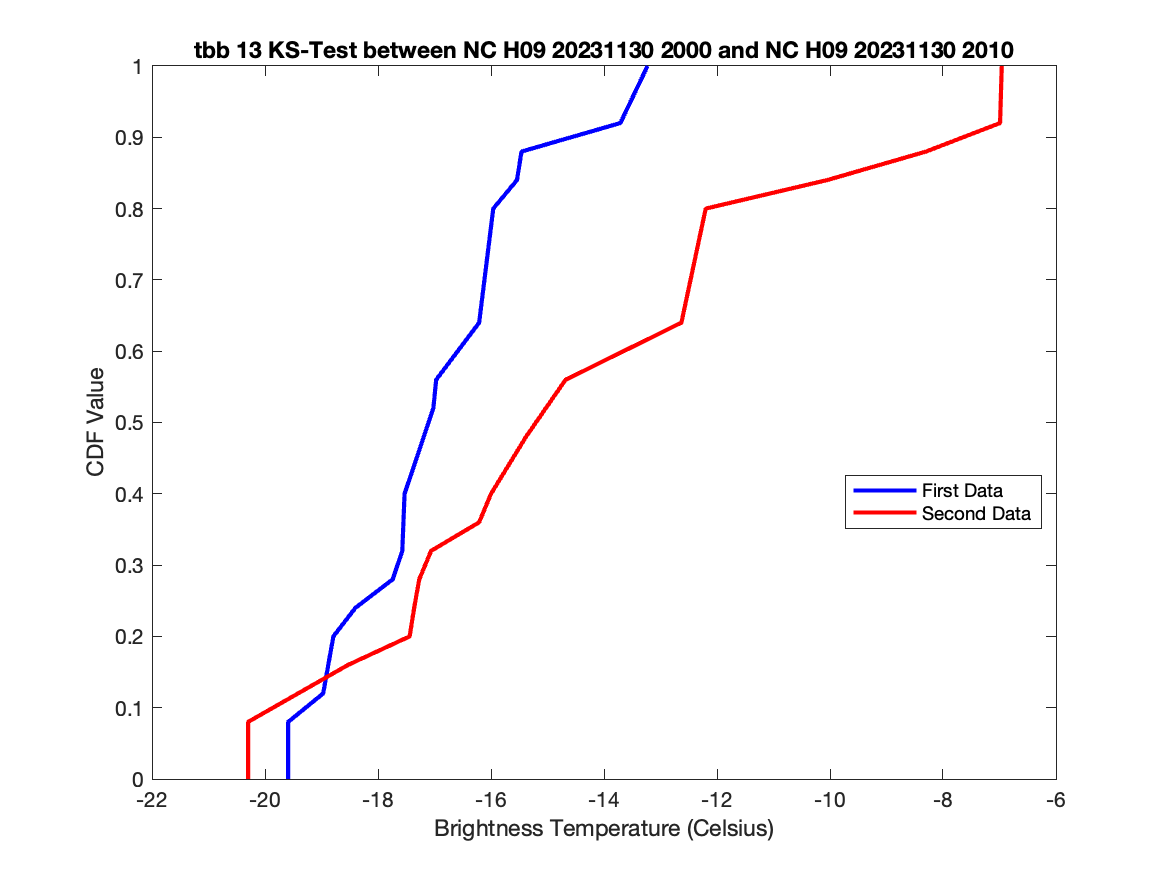 tbb 13 KS-Test between NC H09 20231130 2000 and NC H09 20231130 2010
1
0.9
0.8
0.7
0.6
0.5
0.4
0.3
0.2
0.1
0
CDF Value
First Data
Second Data
-22 -20 -18 -16 -14 -12 -10 -8 -6
Brightness Temperature (Celsius)